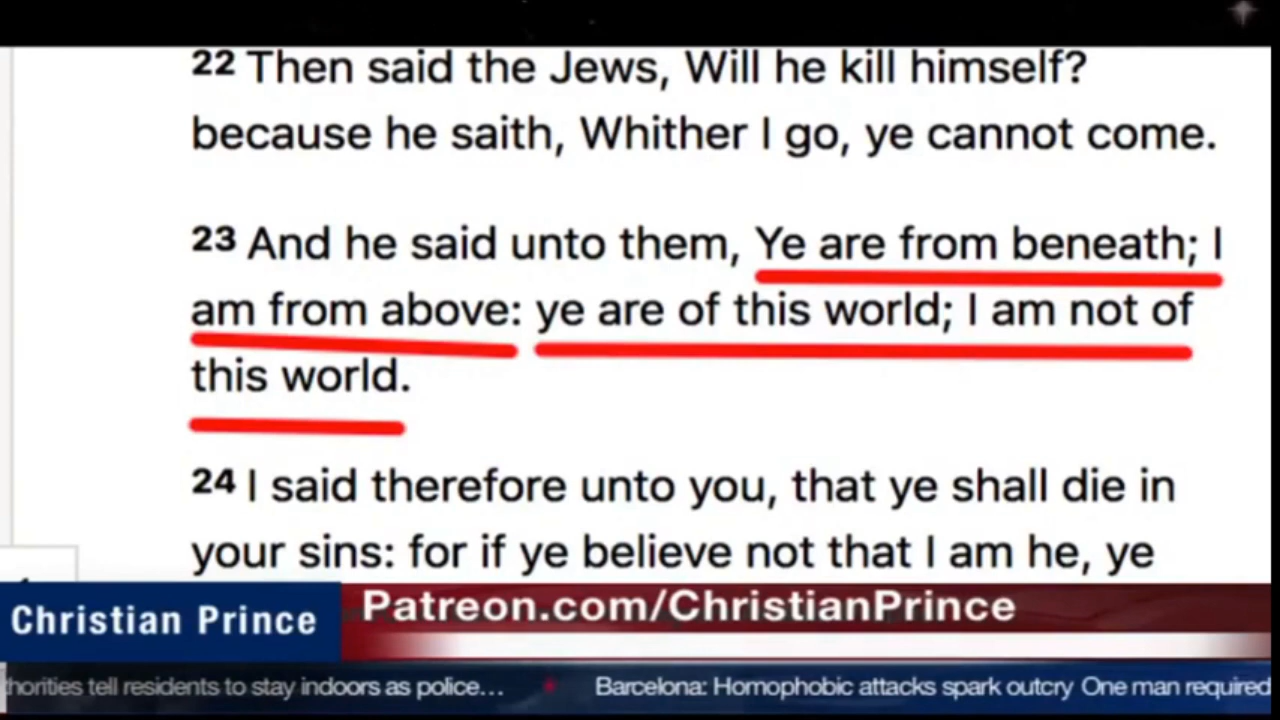 22 Then said the Jews, Will he kill himself?
because he saith, Whither I go, ye cannot come.
23 And he said unto them, Ye are from beneath; I
am from above: ye are of this world; I am not of
this world.
24 I said therefore unto you, that ye shall die in
your sins: for if ye believe not that I am he, ye
Christian Prince
Patreon.com/ChristianPrince
tell residents to stay indoors as police... Barcelona: Homophobic attacks spark outcry One man required